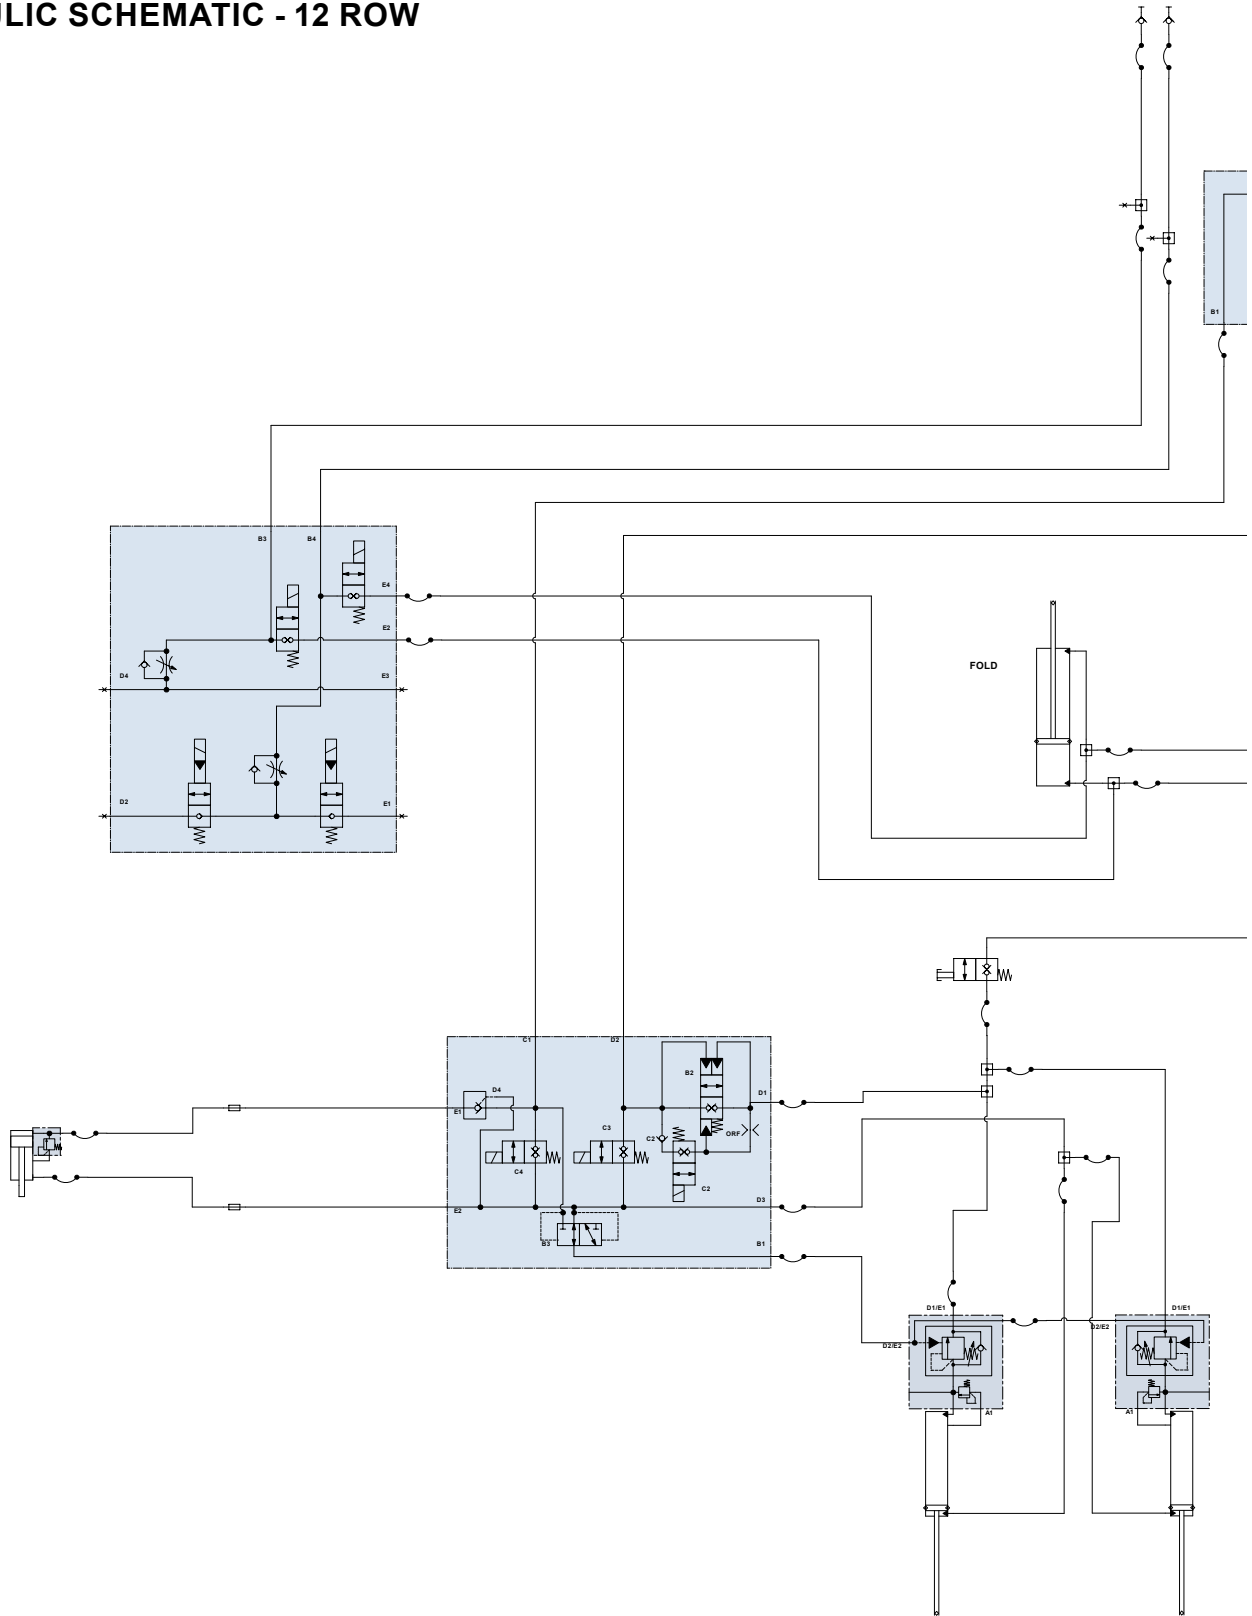 ULIC SCHEMATIC - 12 ROW
B1
B3
B4
E4
E2
D4
E3
FOLD
D2
E1
C1
D2
B2
D4
D1
E1
C3
C2
ORF
C4
C2
E2
D3
B3
B1
D1/E1
D1/E1
D2/E2
D2/E2
A1
A1